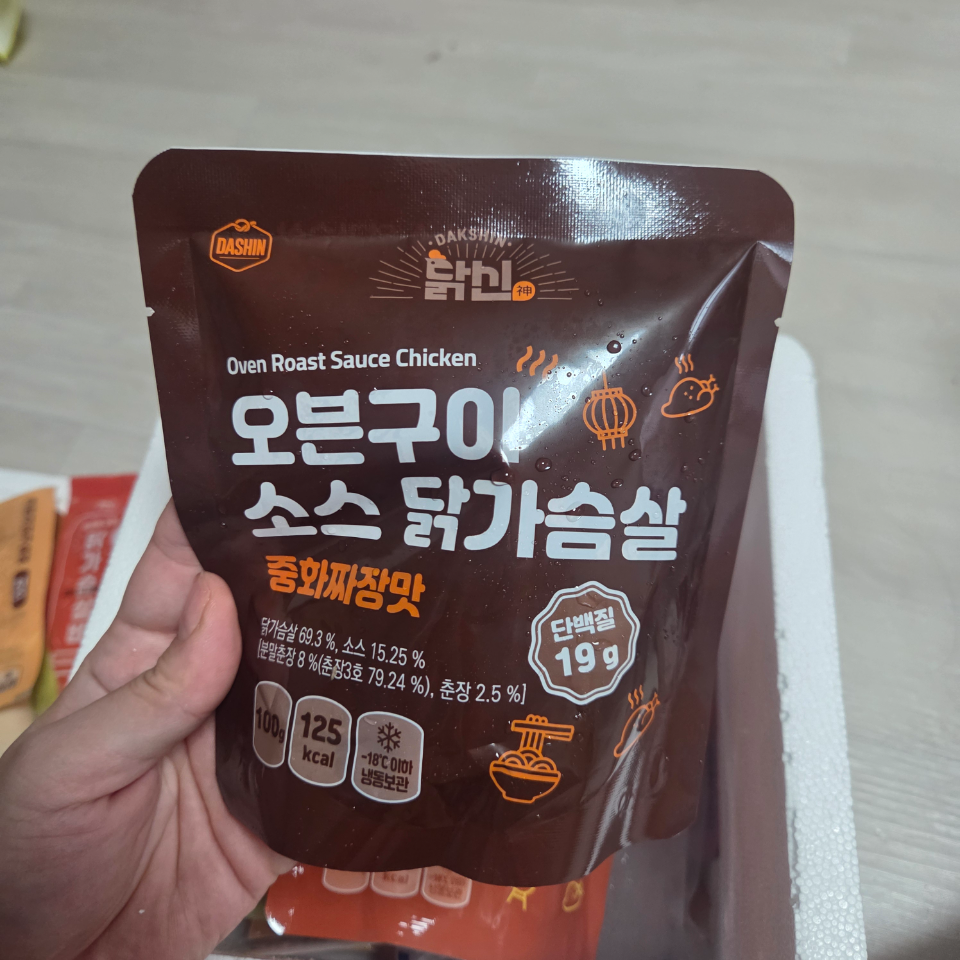 DASHIN
DAKSHIN
닭신
神
Oven Roast Sauce Chicken
오븐구이
소스 닭가슴살
중화짜장맛
닭가슴살 69.3 %, 소스 15.25 %
[분말춘장 8 %(춘장3호 79.24 %), 춘장 2.5 %]
단백질
19 g
100g
125
kcal
-18℃ 이하
냉동보관